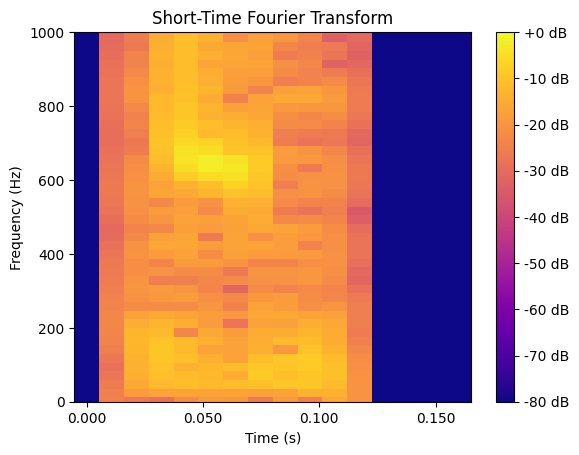 Short-Time Fourier Transform
1000
800
600
400
200
0
Frequency (Hz)
0.000
0.050
0.100
0.150
Time (s)
+0 dB
-10 dB
-20 dB
-30 dB
-40 dB
-50 dB
-60 dB
-70 dB
-80 dB